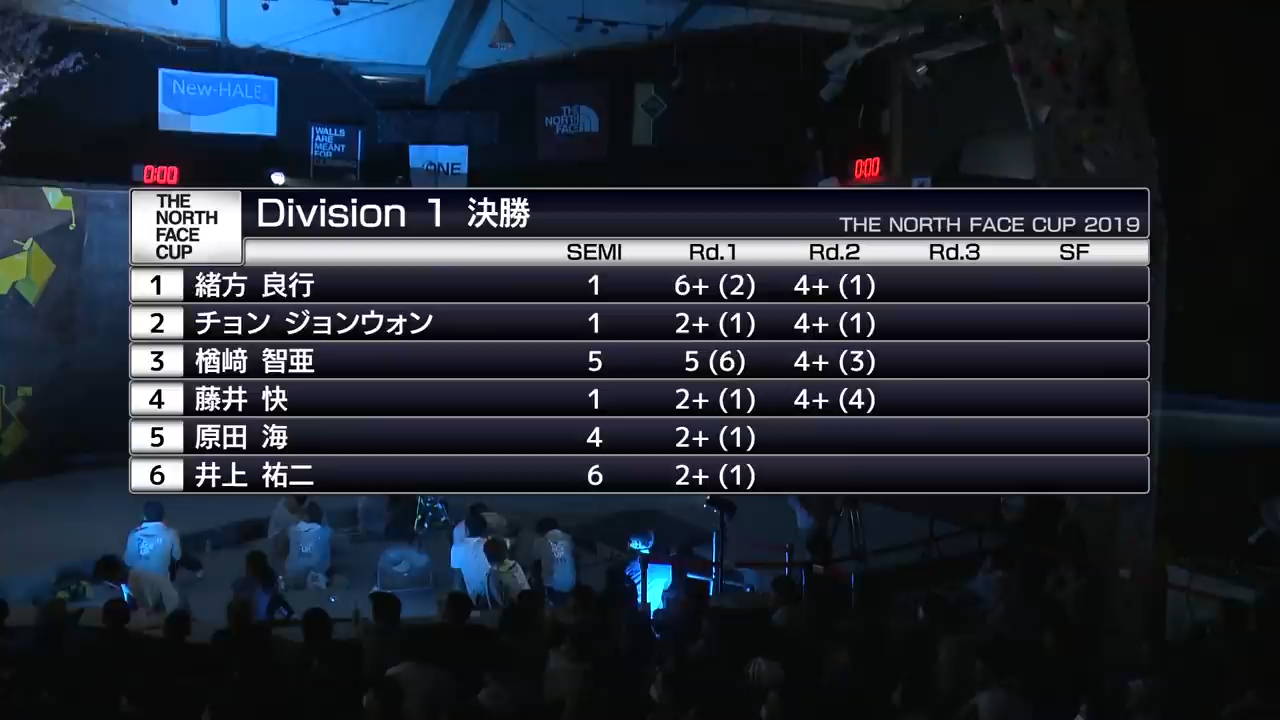 New-HALE
WALLS
ARE
MEANT
FOR
THE
NORTH
FACE
ONE
0:00
0:00
THE
NORTH
FACE
CUP
Division 1 決勝
THE NORTH FACE CUP 2019
SEMI Rd.1 Rd.2 Rd.3 SF
1 緒方 良行 1 6+ (2) 4+ (1)
2 チョン ジョンウォン 1 2+ (1) 4+ (1)
3 楢﨑 智亜 5 5 (6) 4+ (3)
4 藤井 快 1 2+ (1) 4+ (4)
5 原田 海 4 2+ (1)
6 井上 祐二 6 2+ (1)